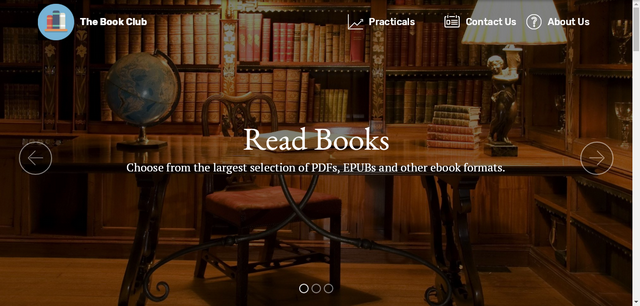 The Book Club
Practicals
Contact Us
About Us
Read Books
Choose from the largest selection of PDFs, EPUBs and other ebook formats.